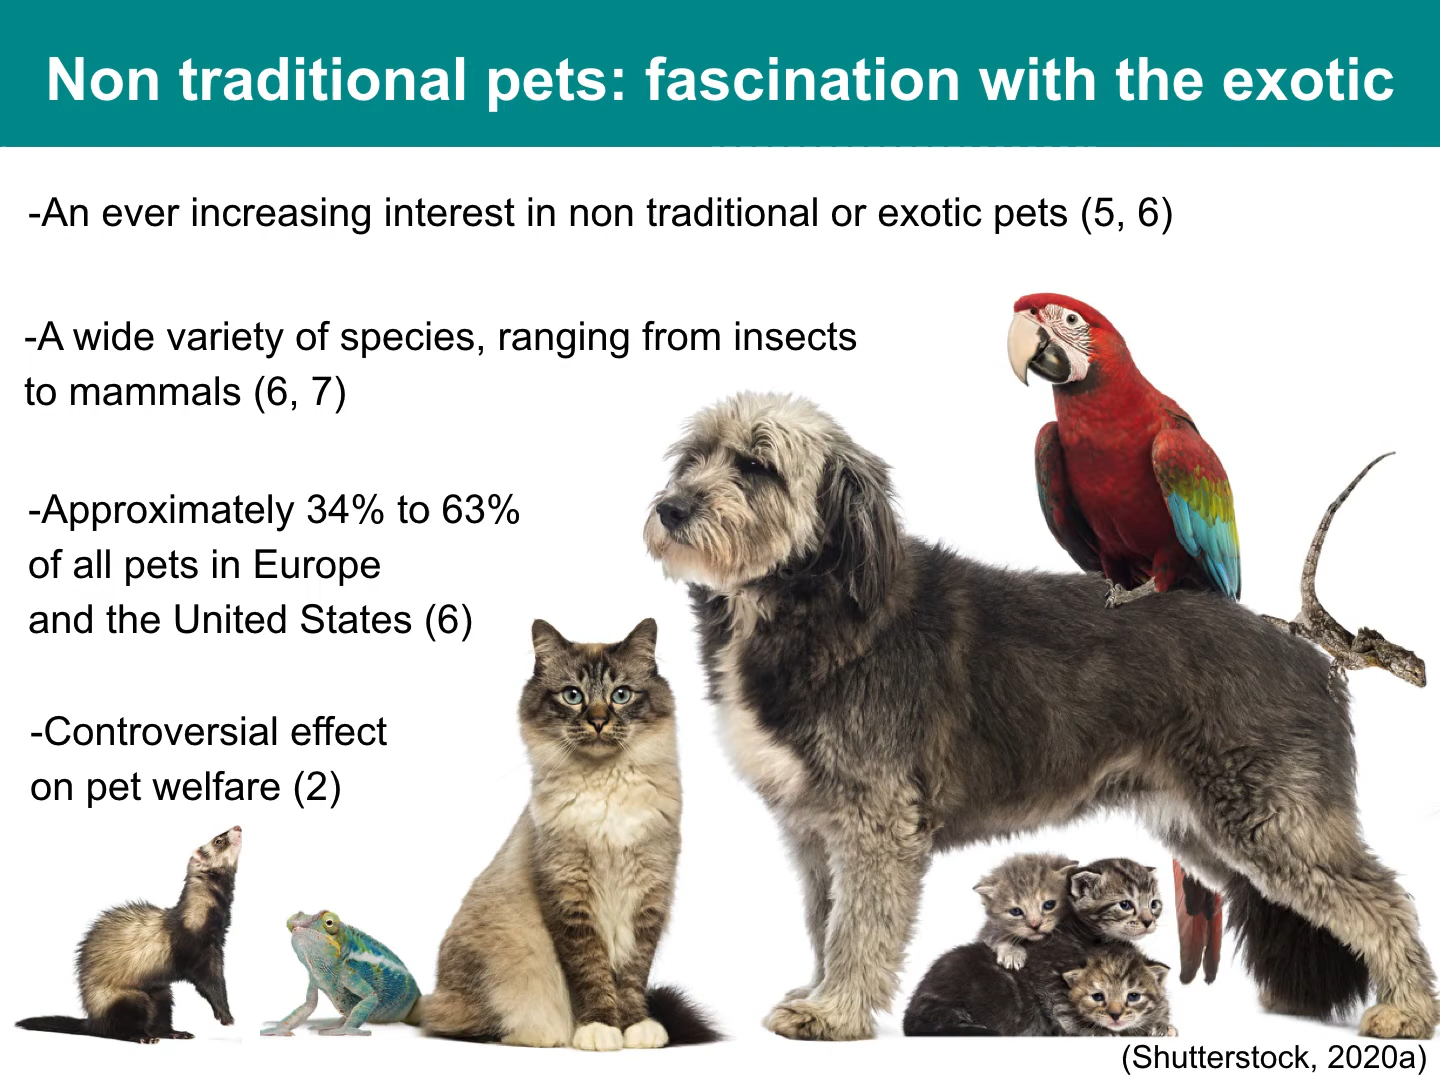 Non traditional pets: fascination with the exotic
-An ever increasing interest in non traditional or exotic pets (5, 6)
-A wide variety of species, ranging from insects
to mammals (6, 7)
-Approximately 34% to 63%
of all pets in Europe
and the United States (6)
-Controversial effect
on pet welfare (2)
(Shutterstock, 2020a)